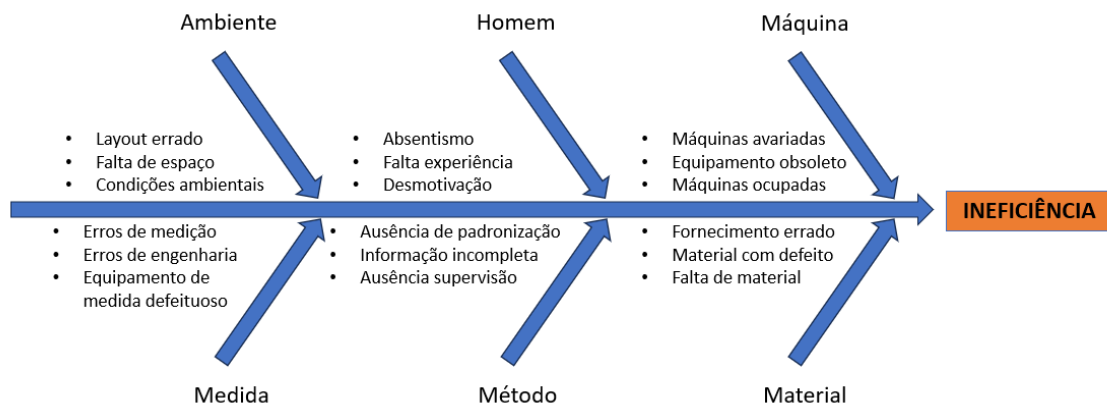 Ambiente
Homem
Máquina
• Layout errado
• Falta de espaço
• Condições ambientais
• Absentismo
• Falta experiência
• Desmotivação
• Máquinas avariadas
• Equipamento obsoleto
• Máquinas ocupadas
INEFICIÊNCIA
• Erros de medição
• Erros de engenharia
• Equipamento de
medida defeituoso
• Ausência de padronização
• Informação incompleta
• Ausência supervisão
• Fornecimento errado
• Material com defeito
• Falta de material
Medida
Método
Material